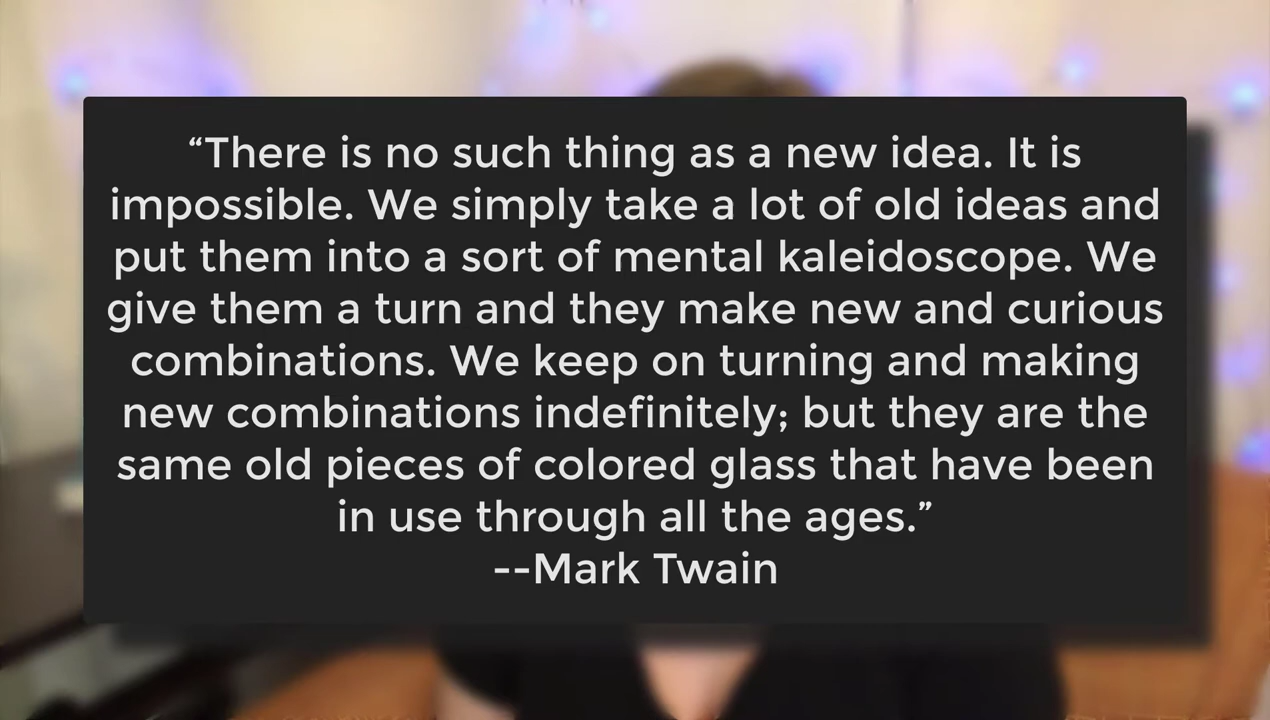 “There is no such thing as a new idea. It is
impossible. We simply take a lot of old ideas and
put them into a sort of mental kaleidoscope. We
give them a turn and they make new and curious
combinations. We keep on turning and making
new combinations indefinitely; but they are the
same old pieces of colored glass that have been
in use through all the ages.”
--Mark Twain